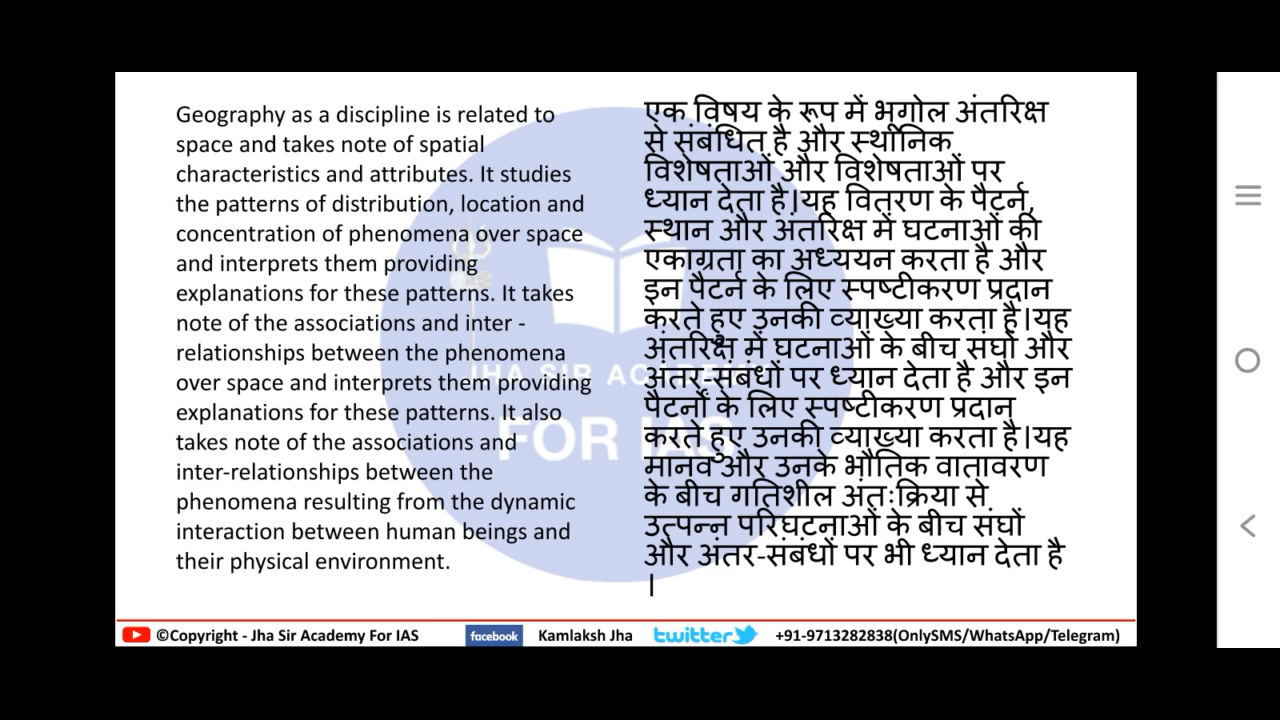 Geography as a discipline is related to
space and takes note of spatial
characteristics and attributes. It studies
the patterns of distribution, location and
concentration of phenomena over space
and interprets them providing
explanations for these patterns. It takes
note of the associations and inter -
relationships between the phenomena
over space and interprets them providing
explanations for these patterns. It also
takes note of the associations and
inter-relationships between the
phenomena resulting from the dynamic
interaction between human beings and
their physical environment.
एक विषय के रूप में भूगोल अंतरिक्ष
से संबंधित है और स्थानिक
विशेषताओं और विशेषताओं पर
ध्यान देता है।यह वितरण के पैटर्न,
स्थान और अंतरिक्ष में घटनाओं की
एकाग्रता का अध्ययन करता है और
इन पैटर्न के लिए स्पष्टीकरण प्रदान
करते हुए उनकी व्याख्या करता है।यह
अंतरिक्ष में घटनाओं के बीच संघों और
अंतर-संबंधों पर ध्यान देता है और इन
पैटर्नों के लिए स्पष्टीकरण प्रदान
करते हुए उनकी व्याख्या करता है।यह
मानव और उनके भौतिक वातावरण
के बीच गतिशील अंतःक्रिया से
उत्पन्न परिघटनाओं के बीच संघों
और अंतर-संबंधों पर भी ध्यान देता है
।
JHA SIR ACADEMY
FOR IAS
©Copyright - Jha Sir Academy For IAS facebook Kamlaksh Jha twitter +91-9713282838(OnlySMS/WhatsApp/Telegram)